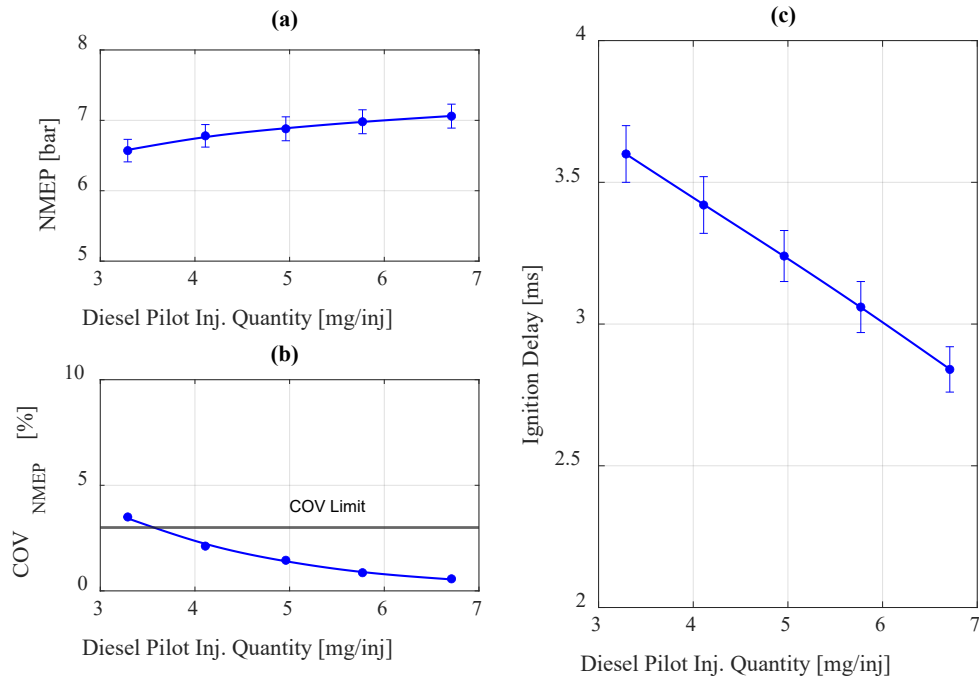 (a)
8
7
6
5
NMEP [bar]
3 4 5 6 7
Diesel Pilot Inj. Quantity [mg/inj]
(b)
10
5
0
COV NMEP [%]
COV Limit
3 4 5 6 7
Diesel Pilot Inj. Quantity [mg/inj]
(c)
4
3.5
3
2.5
2
Ignition Delay [ms]
3 4 5 6 7
Diesel Pilot Inj. Quantity [mg/inj]